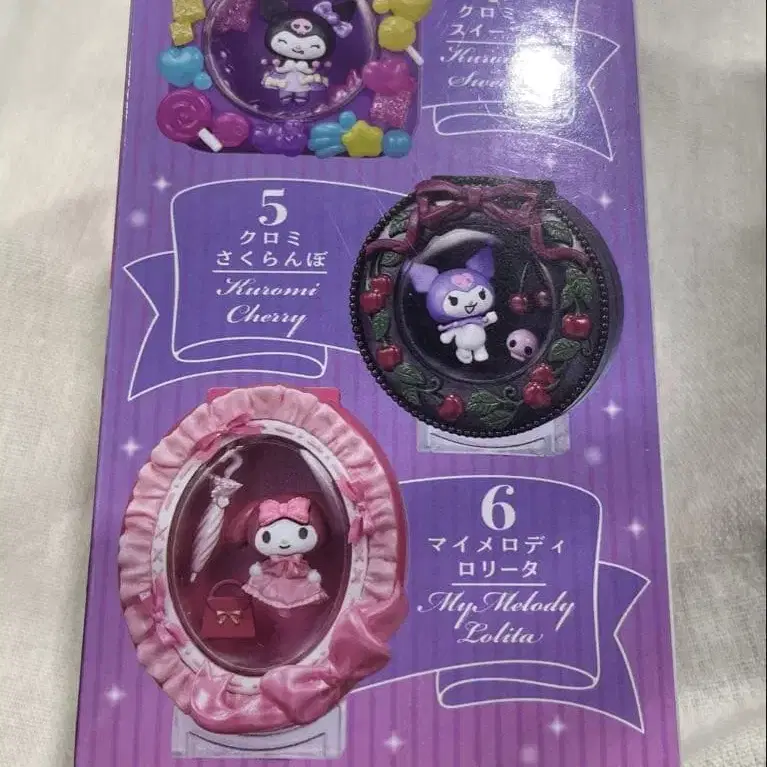 クロミ
スイー
Kuromi
5
クロミ
さくらんぼ
Kuromi
Cherry
6
マイメロディ
ロリータ
My Melody
Lolita